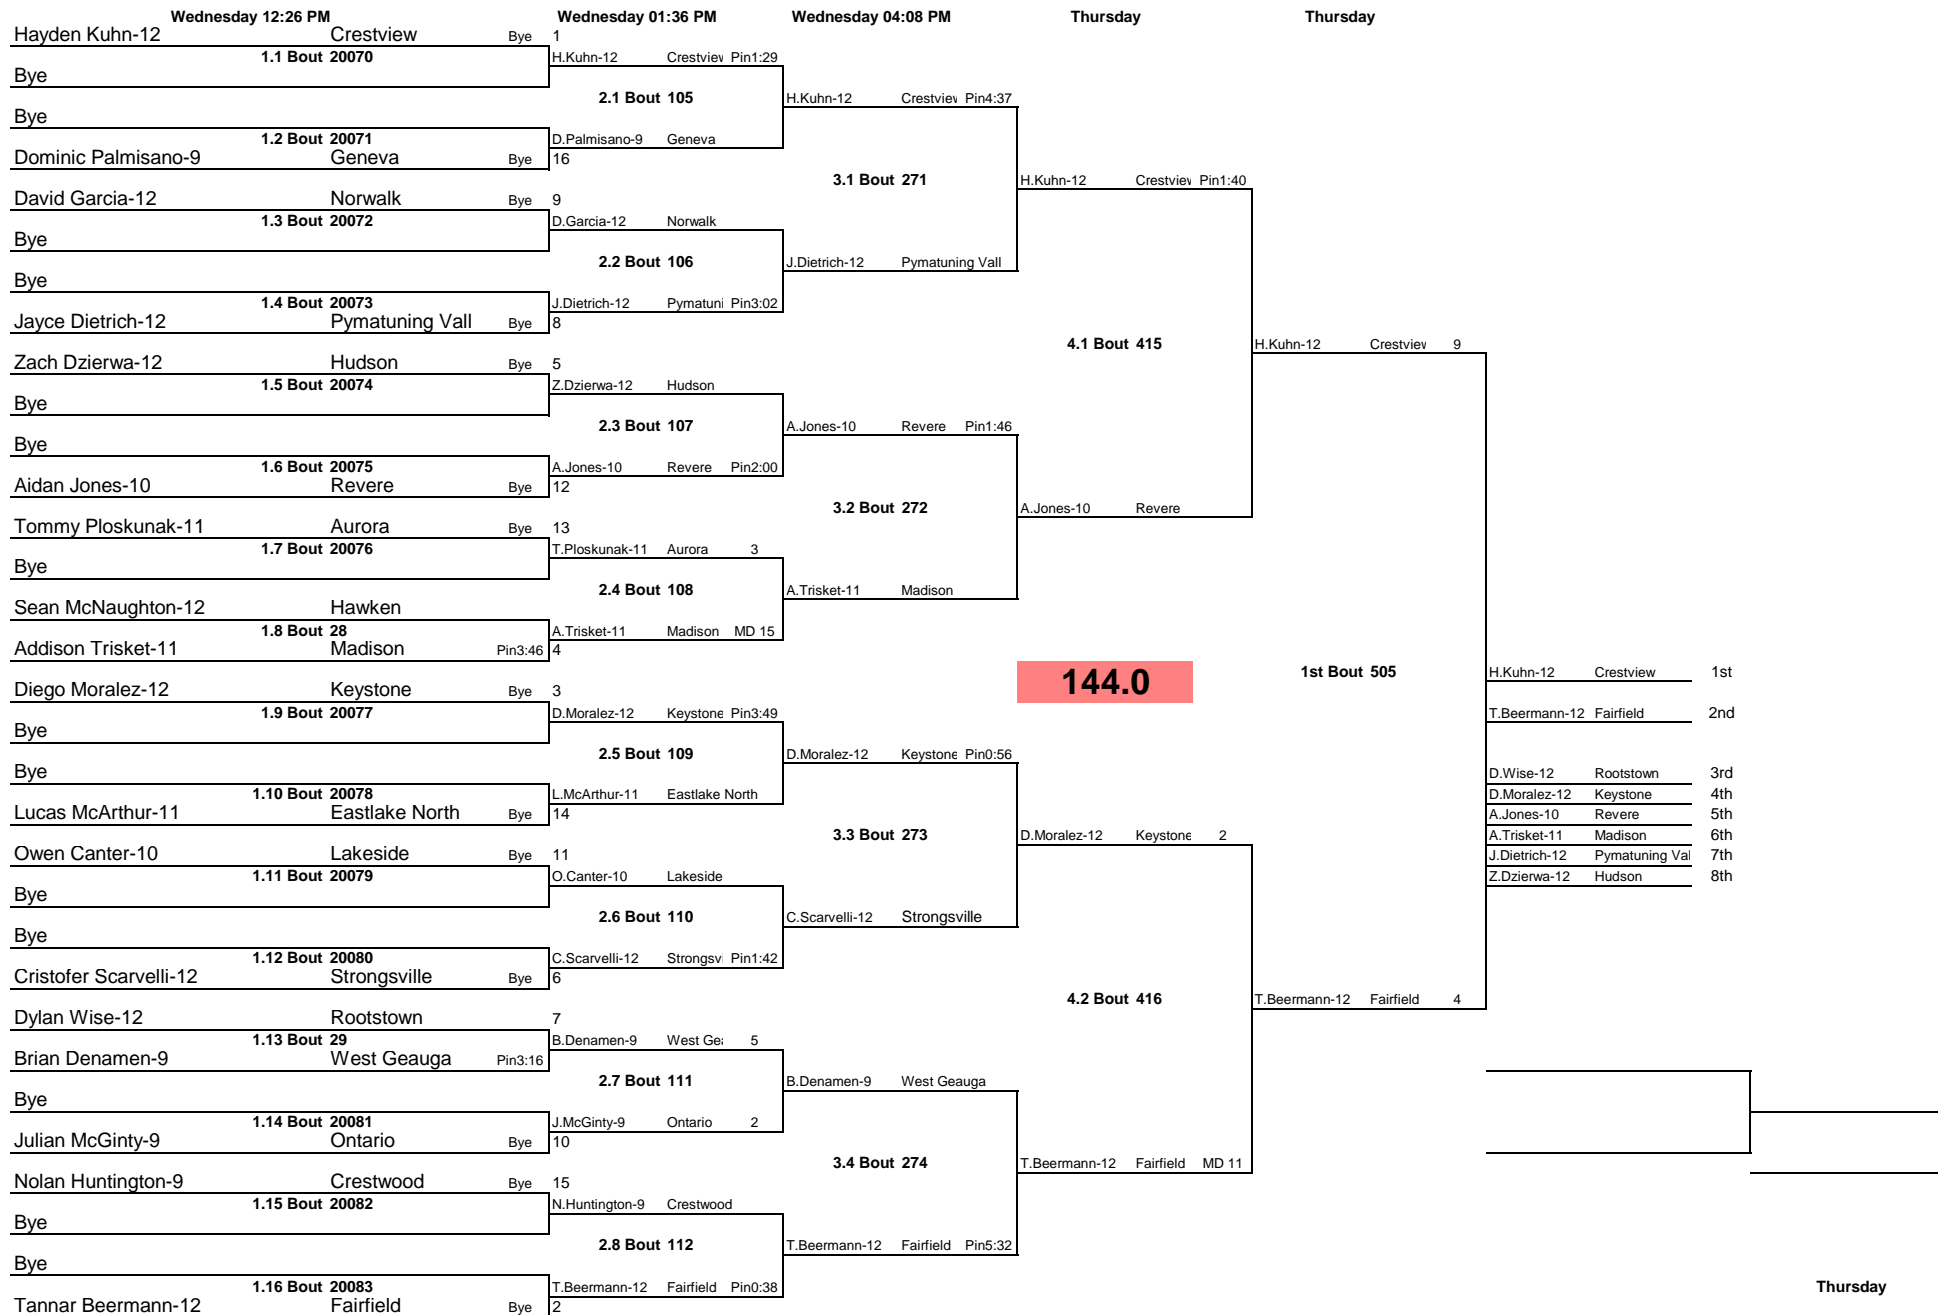 Wednesday 12:26 PM Wednesday 01:36 PM Wednesday 04:08 PM Thursday Thursday
Hayden Kuhn-12 Crestview Bye 1
1.1 Bout 20070
Bye
Bye
1.2 Bout 20071
Dominic Palmisano-9 Geneva Bye 16
David Garcia-12 Norwalk Bye 9
1.3 Bout 20072
Bye
Bye
1.4 Bout 20073
Jayce Dietrich-12 Pymatuning Vall Bye 8
Zach Dzierwa-12 Hudson Bye 5
1.5 Bout 20074
Bye
Bye
1.6 Bout 20075
Aidan Jones-10 Revere Bye 12
Tommy Ploskunak-11 Aurora Bye 13
1.7 Bout 20076
Bye
Sean McNaughton-12 Hawken
1.8 Bout 28
Addison Trisket-11 Madison Pin3:46 4
Diego Moralez-12 Keystone Bye 3
1.9 Bout 20077
Bye
Bye
1.10 Bout 20078
Lucas McArthur-11 Eastlake North Bye 14
Owen Canter-10 Lakeside Bye 11
1.11 Bout 20079
Bye
Bye
1.12 Bout 20080
Cristofer Scarvelli-12 Strongsville Bye 6
Dylan Wise-12 Rootstown 7
1.13 Bout 29
Brian Denamen-9 West Geauga Pin3:16
Bye
1.14 Bout 20081
Julian McGinty-9 Ontario Bye 10
Nolan Huntington-9 Crestwood Bye 15
1.15 Bout 20082
Bye
Bye
1.16 Bout 20083
Tannar Beermann-12 Fairfield Bye 2
H.Kuhn-12 Crestview Pin1:29
2.1 Bout 105
D.Palmisano-9 Geneva
D.Garcia-12 Norwalk
2.2 Bout 106
J.Dietrich-12 Pymatuni Pin3:02
Z.Dzierwa-12 Hudson
2.3 Bout 107
A.Jones-10 Revere Pin2:00
T.Ploskunak-11 Aurora 3
2.4 Bout 108
A.Trisket-11 Madison MD 15
D.Moralez-12 Keystone Pin3:49
2.5 Bout 109
L.McArthur-11 Eastlake North
O.Canter-10 Lakeside
2.6 Bout 110
C.Scarvelli-12 Strongsvi Pin1:42
B.Denamen-9 West Gea 5
2.7 Bout 111
J.McGinty-9 Ontario 2
N.Huntington-9 Crestwood
2.8 Bout 112
T.Beermann-12 Fairfield Pin0:38
H.Kuhn-12 Crestview Pin4:37
3.1 Bout 271
J.Dietrich-12 Pymatuning Vall
A.Jones-10 Revere Pin1:46
3.2 Bout 272
A.Trisket-11 Madison
D.Moralez-12 Keystone Pin0:56
3.3 Bout 273
C.Scarvelli-12 Strongsville
B.Denamen-9 West Geauga
3.4 Bout 274
T.Beermann-12 Fairfield Pin5:32
H.Kuhn-12 Crestview Pin1:40
4.1 Bout 415
A.Jones-10 Revere
144.0
D.Moralez-12 Keystone 2
4.2 Bout 416
T.Beermann-12 Fairfield MD 11
H.Kuhn-12 Crestview 9
1st Bout 505
T.Beermann-12 Fairfield 4
H.Kuhn-12 Crestview 1st
T.Beermann-12 Fairfield 2nd
D.Wise-12 Rootstown 3rd
D.Moralez-12 Keystone 4th
A.Jones-10 Revere 5th
A.Trisket-11 Madison 6th
J.Dietrich-12 Pymatuning Val 7th
Z.Dzierwa-12 Hudson 8th
Thursday